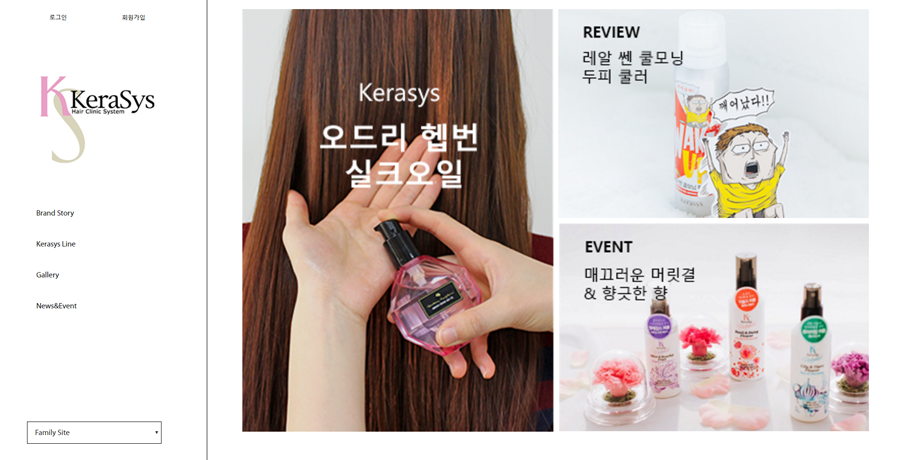 로그인
회원가입
KeraSys
Hair Clinic System
Brand Story
Kerasys Line
Gallery
News&Event
Family Site
Kerasys
오드리 헵번
실크오일
REVIEW
레알 쎈 쿨모닝
두피 쿨러
깨어났다!!
EVENT
매끄러운 머릿결
& 향긋한 향